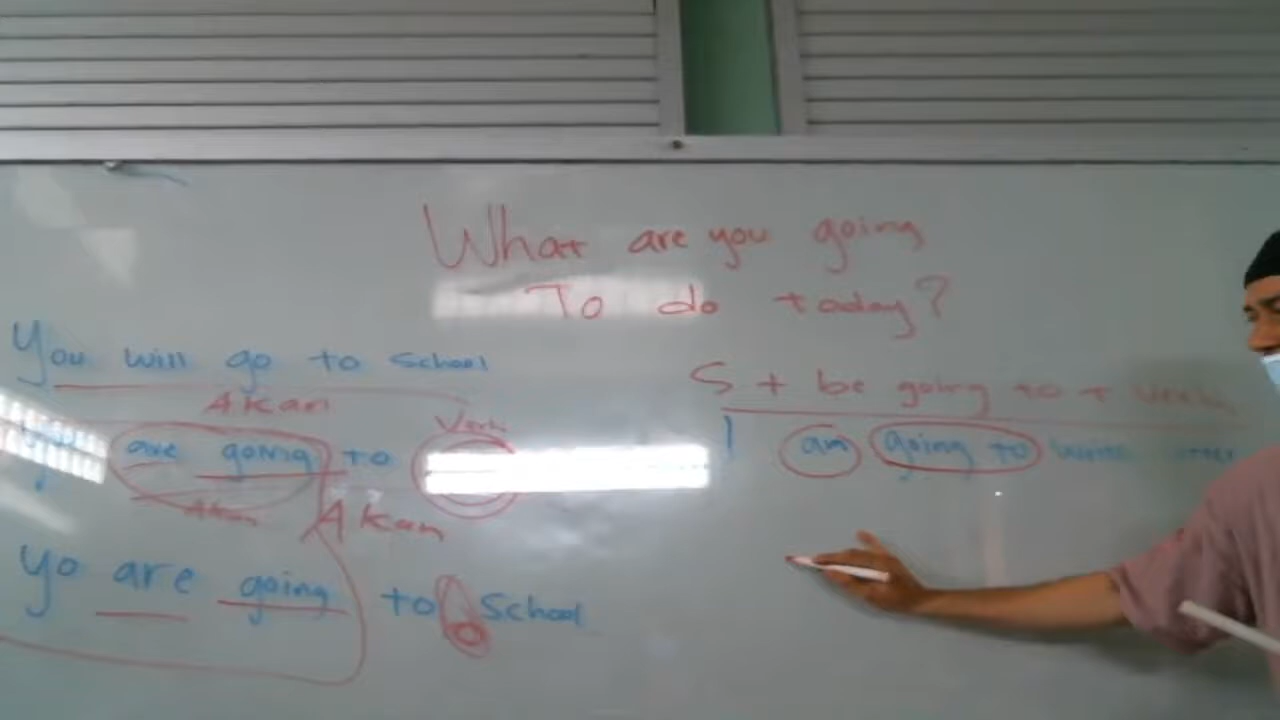 What are you going
To do today?
You will go to School
Akan
S + be going to +
are going to
Verb
I am going to
Akan
Akan
yo are going to School